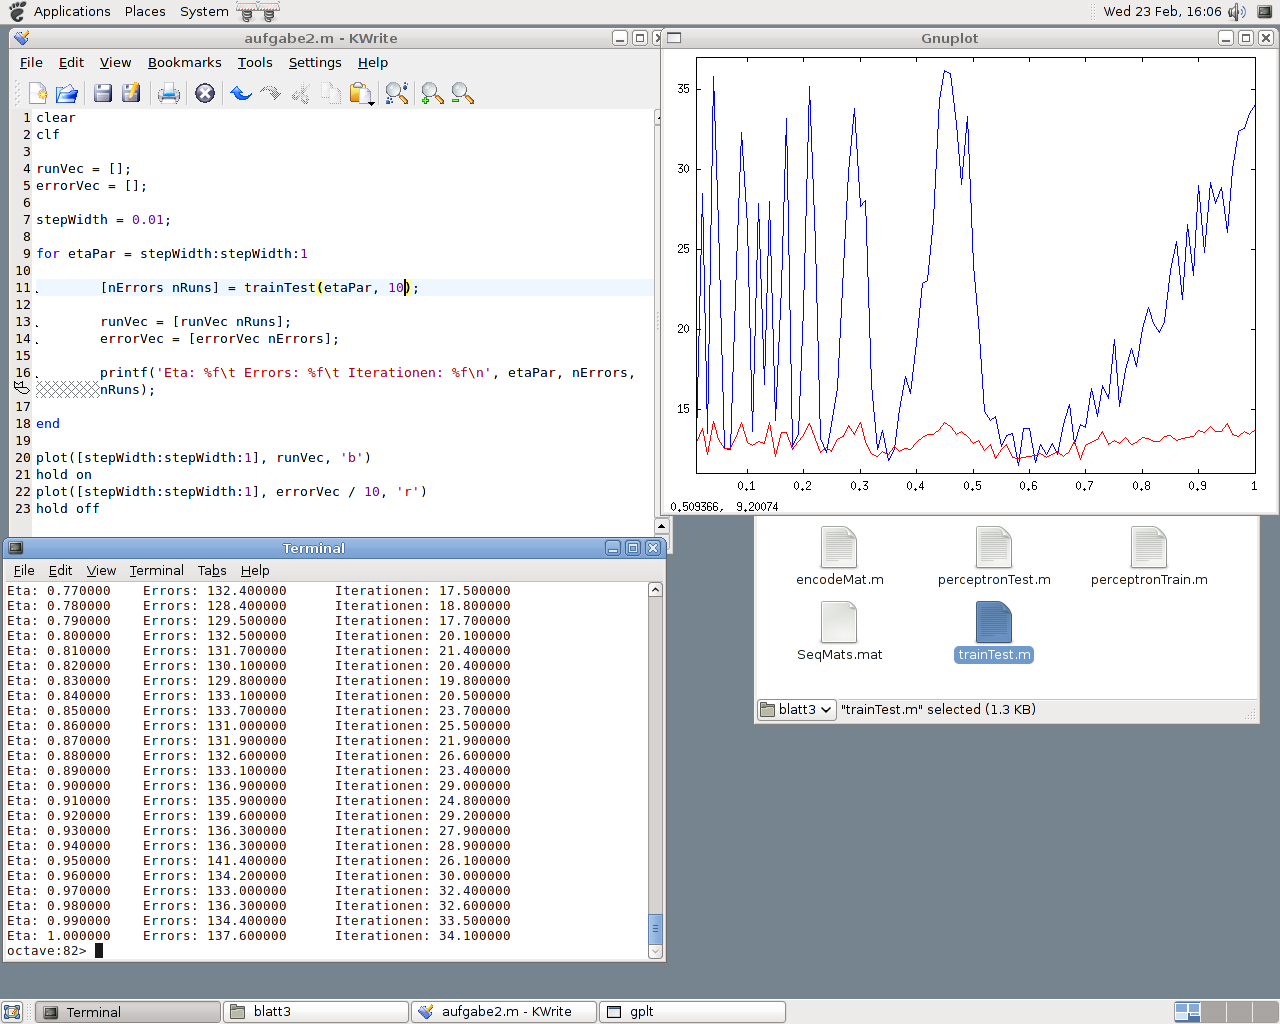 Applications Places System
Wed 23 Feb, 16:06
aufgabe2.m - KWrite
File Edit View Bookmarks Tools Settings Help
1 clear
2 clf
3
4 runVec = [];
5 errorVec = [];
6
7 stepWidth = 0.01;
8
9 for etaPar = stepWidth:stepWidth:1
10
11 [nErrors nRuns] = trainTest(etaPar, 10);
12
13 runVec = [runVec nRuns];
14 errorVec = [errorVec nErrors];
15
16 printf('Eta: %f\t Errors: %f\t Iterationen: %f\n', etaPar, nErrors,
nRuns);
17
18 end
19
20 plot([stepWidth:stepWidth:1], runVec, 'b')
21 hold on
22 plot([stepWidth:stepWidth:1], errorVec / 10, 'r')
23 hold off
Gnuplot
35
30
25
20
15
0.1 0.2 0.3 0.4 0.5 0.6 0.7 0.8 0.9 1
0.509366, 9.20074
encodeMat.m perceptronTest.m perceptronTrain.m
SeqMats.mat trainTest.m
blatt3 "trainTest.m" selected (1.3 KB)
Terminal
File Edit View Terminal Tabs Help
Eta: 0.770000 Errors: 132.400000 Iterationen: 17.500000
Eta: 0.780000 Errors: 128.400000 Iterationen: 18.800000
Eta: 0.790000 Errors: 129.500000 Iterationen: 17.700000
Eta: 0.800000 Errors: 132.500000 Iterationen: 20.100000
Eta: 0.810000 Errors: 131.700000 Iterationen: 21.400000
Eta: 0.820000 Errors: 130.100000 Iterationen: 20.400000
Eta: 0.830000 Errors: 129.800000 Iterationen: 19.800000
Eta: 0.840000 Errors: 133.100000 Iterationen: 20.500000
Eta: 0.850000 Errors: 133.700000 Iterationen: 23.700000
Eta: 0.860000 Errors: 131.000000 Iterationen: 25.500000
Eta: 0.870000 Errors: 131.900000 Iterationen: 21.900000
Eta: 0.880000 Errors: 132.600000 Iterationen: 26.600000
Eta: 0.890000 Errors: 133.100000 Iterationen: 23.400000
Eta: 0.900000 Errors: 136.900000 Iterationen: 29.000000
Eta: 0.910000 Errors: 135.900000 Iterationen: 24.800000
Eta: 0.920000 Errors: 139.600000 Iterationen: 29.200000
Eta: 0.930000 Errors: 136.300000 Iterationen: 27.900000
Eta: 0.940000 Errors: 136.300000 Iterationen: 28.900000
Eta: 0.950000 Errors: 141.400000 Iterationen: 26.100000
Eta: 0.960000 Errors: 134.200000 Iterationen: 30.000000
Eta: 0.970000 Errors: 133.000000 Iterationen: 32.400000
Eta: 0.980000 Errors: 136.300000 Iterationen: 32.600000
Eta: 0.990000 Errors: 134.400000 Iterationen: 33.500000
Eta: 1.000000 Errors: 137.600000 Iterationen: 34.100000
octave:82>
Terminal blatt3 aufgabe2.m - KWrite gplt